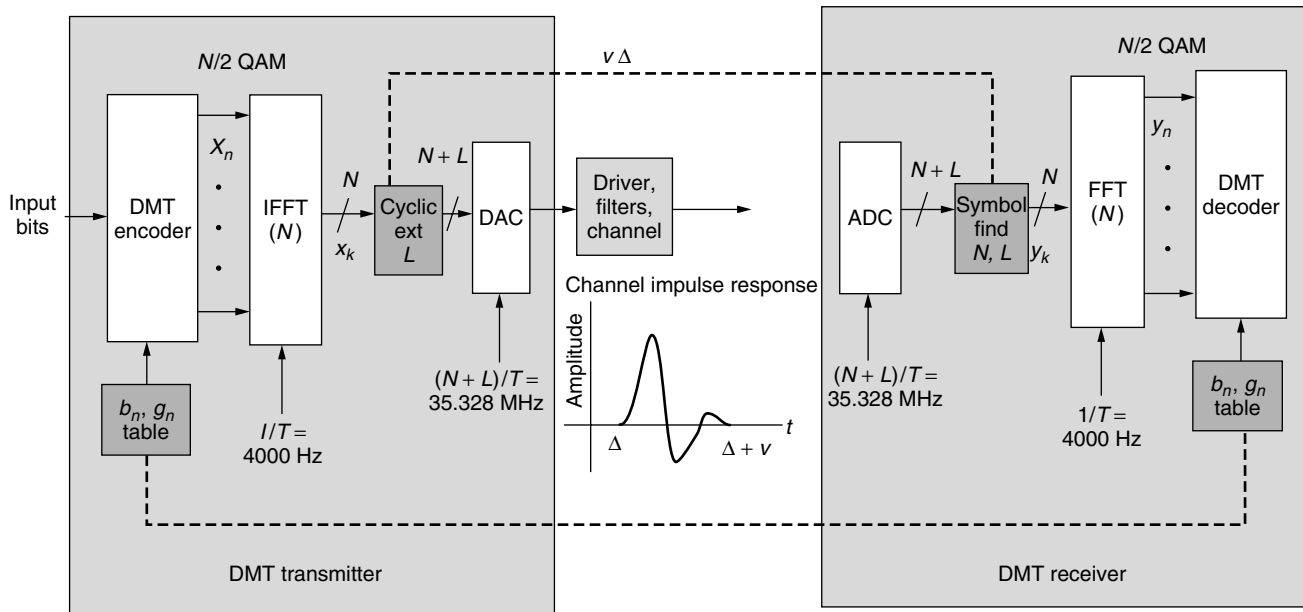 N/2 QAM
Input
bits
DMT
encoder
X_n
IFFT
(N)
N
x_k
Cyclic
ext
L
N + L
DAC
b_n, g_n
table
I/T =
4000 Hz
(N + L)/T =
35.328 MHz
DMT transmitter
v Δ
Driver,
filters,
channel
Channel impulse response
Amplitude
Δ
Δ + v
t
N/2 QAM
ADC
N + L
Symbol
find
N, L
N
y_k
FFT
(N)
y_n
DMT
decoder
(N + L)/T =
35.328 MHz
1/T =
4000 Hz
b_n, g_n
table
DMT receiver